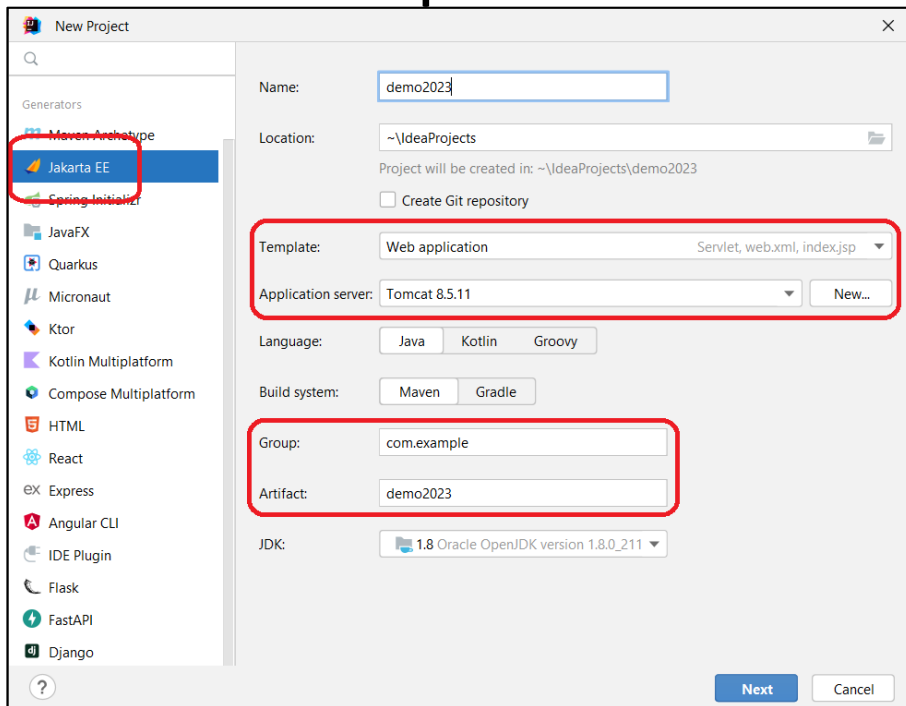 New Project
Generators
Maven Archetype
Jakarta EE
Spring Initializr
JavaFX
Quarkus
Micronaut
Ktor
Kotlin Multiplatform
Compose Multiplatform
HTML
React
Express
Angular CLI
IDE Plugin
Flask
FastAPI
Django
Name: demo2023
Location: ~\IdeaProjects
Project will be created in: ~\IdeaProjects\demo2023
Create Git repository
Template: Web application Servlet, web.xml, index.jsp
Application server: Tomcat 8.5.11 New...
Language: Java Kotlin Groovy
Build system: Maven Gradle
Group: com.example
Artifact: demo2023
JDK: 1.8 Oracle OpenJDK version 1.8.0_211
? Next Cancel